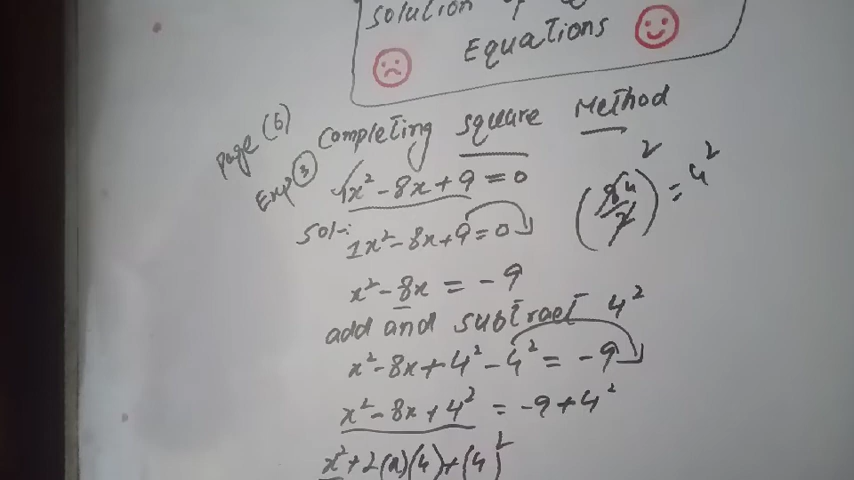 Solution of
Equations
Page (6)
Completing square Method
Exp ③ 1x² - 8x + 9 = 0
(8/2)² = 4²
Sol:- 1x² - 8x + 9 = 0
x² - 8x = - 9
add and subtract 4²
x² - 8x + 4² - 4² = - 9
x² - 8x + 4² = -9 + 4²
x² + 2(x)(4) + (4)²